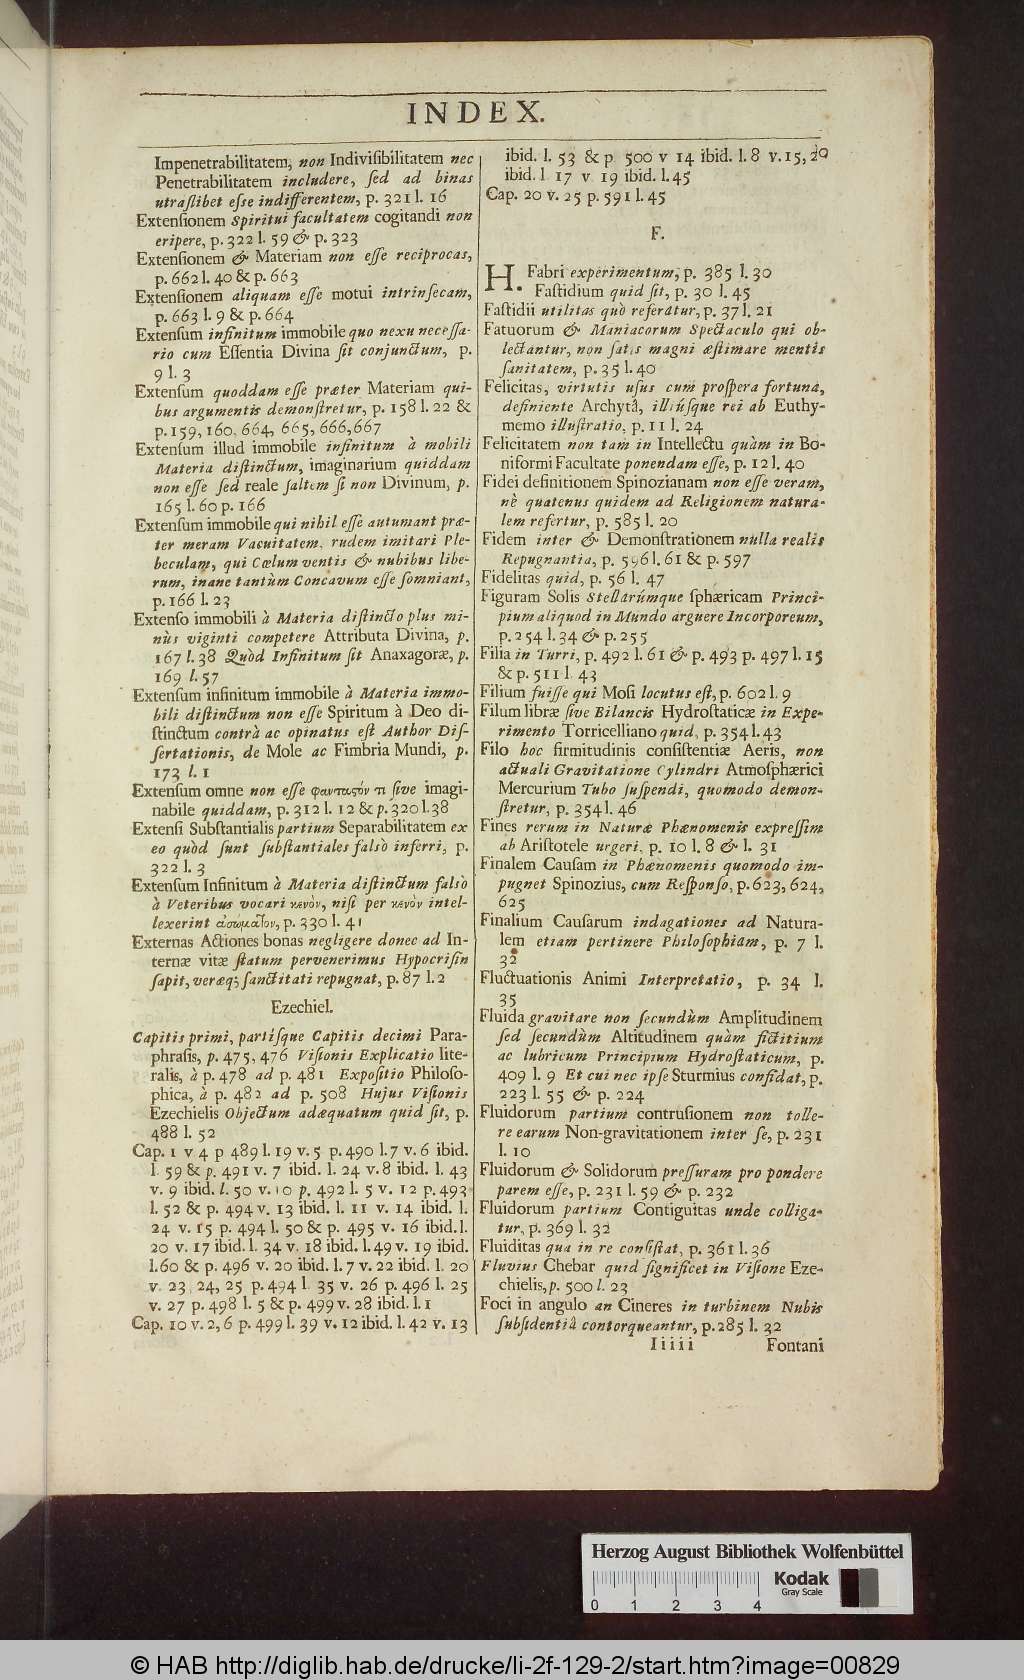 INDEX.
Impenetrabilitatem, non Indivisibilitatem nec
Penetrabilitatem includere, sed ad binas
utraslibet esse indifferentem, p. 321 l. 16
Extensionem Spiritui facultatem cogitandi non
eripere, p. 322 l. 59 & p. 323
Extensionem & Materiam non esse reciprocas,
p. 662 l. 40 & p. 663
Extensionem aliquam esse motui intrinsecam,
p. 663 l. 9 & p. 664
Extensum infinitum immobile quo nexu necessa-
rio cum Essentia Divina sit conjunctum, p.
9 l. 3
Extensum quoddam esse præter Materiam qui-
bus argumentis demonstretur, p. 158 l. 22 &
p. 159, 160, 664, 665, 666, 667
Extensum illud immobile infinitum à mobili
Materia distinctum, imaginarium quiddam
non esse sed reale saltem si non Divinum, p.
165 l. 60 p. 166
Extensum immobile qui nihil esse autumant præ-
ter meram Vacuitatem, rudem imitari Ple-
beculam, qui Cœlum ventis & nubibus libe-
rum, inane tantùm Concavum esse somniant,
p. 166 l. 23
Extenso immobili à Materia distincto plus mi-
nùs viginti competere Attributa Divina, p.
167 l. 38 Quòd Infinitum sit Anaxagoræ, p.
169 l. 57
Extensum infinitum immobile à Materia immo-
bili distinctum non esse Spiritum à Deo di-
stinctum contrà ac opinatus est Author Dis-
sertationis, de Mole ac Fimbria Mundi, p.
173 l. 1
Extensum omne non esse φανταςόν τι sive imagi-
nabile quiddam, p. 312 l. 12 & p. 320 l. 38
Extensi Substantialis partium Separabilitatem ex
eo quòd sunt substantiales falsò inferri, p.
322 l. 3
Extensum Infinitum à Materia distinctum falsò
à Veteribus vocari κενὸν, nisi per κενὸν intel-
lexerint ἀσώματον, p. 330 l. 41
Externas Actiones bonas negligere donec ad In-
ternæ vitæ statum pervenerimus Hypocrisin
sapit, veræq; sanctitati repugnat, p. 87 l. 2
Ezechiel.
Capitis primi, partísque Capitis decimi Para-
phrasis, p. 475, 476 Visionis Explicatio lite-
ralis, à p. 478 ad p. 481 Expositio Philoso-
phica, à p. 482 ad p. 508 Hujus Visionis
Ezechielis Objectum adæquatum quid sit, p.
488 l. 52
Cap. 1 v 4 p 489 l. 19 v. 5 p. 490 l. 7 v. 6 ibid.
l. 59 & p. 491 v. 7 ibid. l. 24 v. 8 ibid. l. 43
v. 9 ibid. l. 50 v. 10 p. 492 l. 5 v. 12 p. 493
l. 52 & p. 494 v. 13 ibid. l. 11 v. 14 ibid. l.
24 v. 15 p. 494 l. 50 & p. 495 v. 16 ibid. l.
20 v. 17 ibid. l. 34 v. 18 ibid. l. 49 v. 19 ibid.
l. 60 & p. 496 v. 20 ibid. l. 7 v. 22 ibid. l. 20
v. 23, 24, 25 p. 494 l. 35 v. 26 p. 496 l. 25
v. 27 p. 498 l. 5 & p. 499 v. 28 ibid. l. 1
Cap. 10 v. 2, 6 p. 499 l. 39 v. 12 ibid. l. 42 v. 13
ibid. l. 53 & p 500 v 14 ibid. l. 8 v. 15, 20
ibid. l 17 v 19 ibid. l. 45
Cap. 20 v. 25 p. 591 l. 45
F.
H. Fabri experimentum, p. 385 l. 30
Fastidium quid sit, p. 30 l. 45
Fastidii utilitas quò referatur, p. 37 l. 21
Fatuorum & Maniacorum Spectaculo qui ob-
lectantur, non satis magni æstimare mentis
sanitatem, p. 35 l. 40
Felicitas, virtutis usus cum prospera fortuna,
definiente Archytâ, illiúsque rei ab Euthy-
memo illustratio, p. 11 l. 24
Felicitatem non tam in Intellectu quàm in Bo-
niformi Facultate ponendam esse, p. 12 l. 40
Fidei definitionem Spinozianam non esse veram,
nè quatenus quidem ad Religionem natura-
lem refertur, p. 585 l. 20
Fidem inter & Demonstrationem nulla realis
Repugnantia, p. 596 l. 61 & p. 597
Fidelitas quid, p. 56 l. 47
Figuram Solis Stellarúmque sphæricam Princi-
pium aliquod in Mundo arguere Incorporeum,
p. 254 l. 34 & p. 255
Filia in Turri, p. 492 l. 61 & p. 493 p. 497 l. 15
& p. 511 l. 43
Filium fuisse qui Mosi locutus est, p. 602 l. 9
Filum libræ sive Bilancis Hydrostaticæ in Expe-
rimento Torricelliano quid, p. 354 l. 43
Filo hoc firmitudinis consistentiæ Aeris, non
actuali Gravitatione Cylindri Atmosphærici
Mercurium Tubo suspendi, quomodo demon-
stretur, p. 354 l. 46
Fines rerum in Naturæ Phænomenis expressim
ab Aristotele urgeri, p. 10 l. 8 & l. 31
Finalem Causam in Phænomenis quomodo im-
pugnet Spinozius, cum Responso, p. 623, 624,
625
Finalium Causarum indagationes ad Natura-
lem etiam pertinere Philosophiam, p. 7 l.
32
Fluctuationis Animi Interpretatio, p. 34 l.
35
Fluida gravitare non secundùm Amplitudinem
sed secundùm Altitudinem quàm fictitium
ac lubricum Principium Hydrostaticum, p.
409 l. 9 Et cui nec ipse Sturmius confidat, p.
223 l. 55 & p. 224
Fluidorum partium contrusionem non tolle-
re earum Non-gravitationem inter se, p. 231
l. 10
Fluidorum & Solidorum pressuram pro pondere
parem esse, p. 231 l. 59 & p. 232
Fluidorum partium Contiguitas unde colliga-
tur, p. 369 l. 32
Fluiditas qua in re consistat, p. 361 l. 36
Fluvius Chebar quid significet in Visione Eze-
chielis, p. 500 l. 23
Foci in angulo an Cineres in turbinem Nubis
subsidentiâ contorqueantur, p. 285 l. 32
Iiiii Fontani
Herzog August Bibliothek Wolfenbüttel
Kodak
Gray Scale
0 1 2 3 4
© HAB http://diglib.hab.de/drucke/li-2f-129-2/start.htm?image=00829